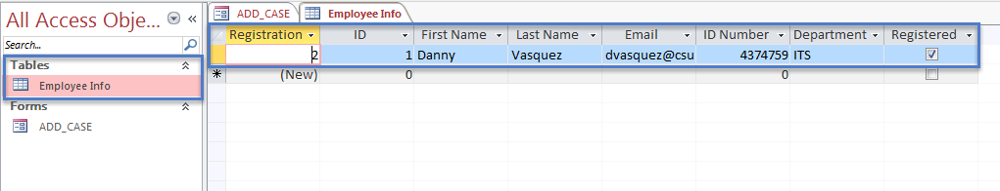 All Access Obje...
Search...
Tables
Employee Info
Forms
ADD_CASE
ADD_CASE Employee Info
Registration ID First Name Last Name Email ID Number Department Registered
2 1 Danny Vasquez dvasquez@csu 4374759 ITS
(New) 0 0